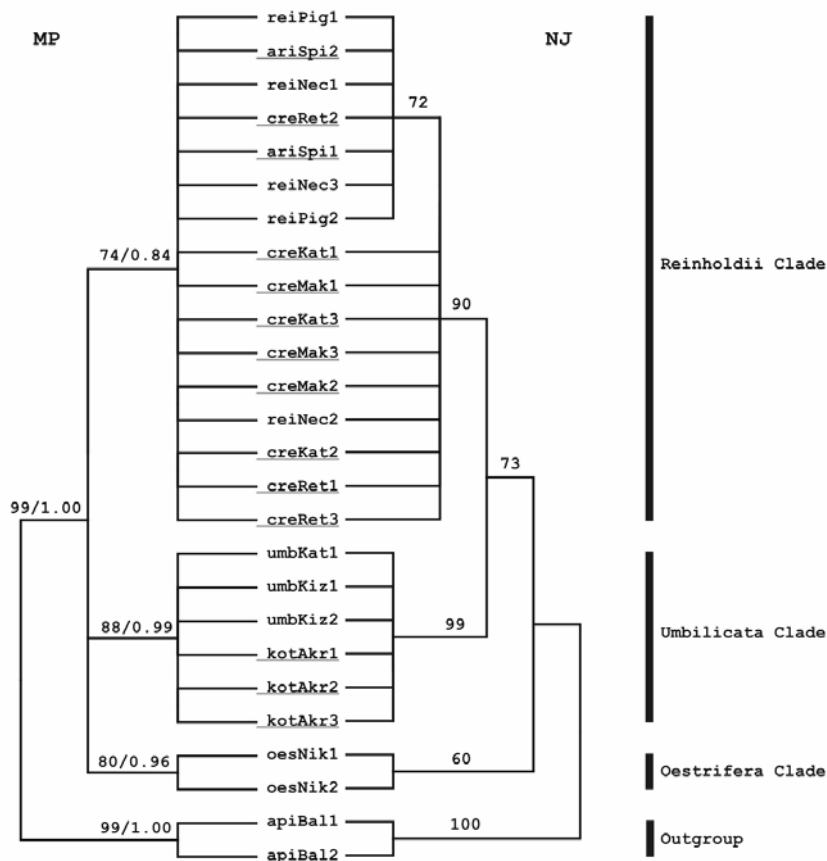 MP
NJ
reiPig1
ariSpi2
reiNec1
creRet2
72
ariSpi1
reiNec3
reiPig2
creKat1
74/0.84
Reinholdii Clade
creMak1
creKat3
90
creMak3
creMak2
reiNec2
creKat2
73
creRet1
99/1.00
creRet3
umbKat1
umbKiz1
umbKiz2
88/0.99
99
Umbilicata Clade
kotAkr1
kotAkr2
kotAkr3
oesNik1
80/0.96
60
Oestrifera Clade
oesNik2
apiBal1
99/1.00
100
Outgroup
apiBal2